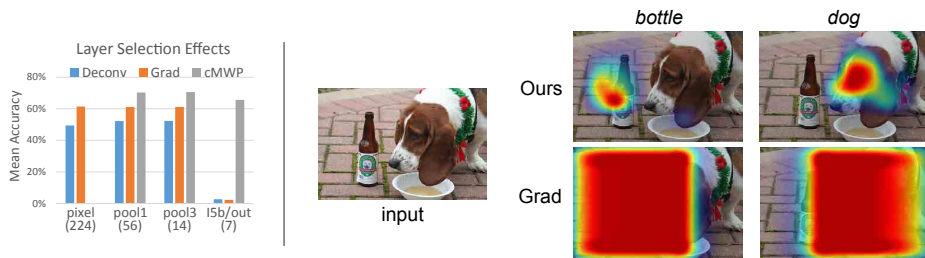 Layer Selection Effects
Deconv Grad cMWP
Mean Accuracy
80%
60%
40%
20%
0%
pixel
(224)
pool1
(56)
pool3
(14)
I5b/out
(7)
input
bottle
dog
Ours
Grad